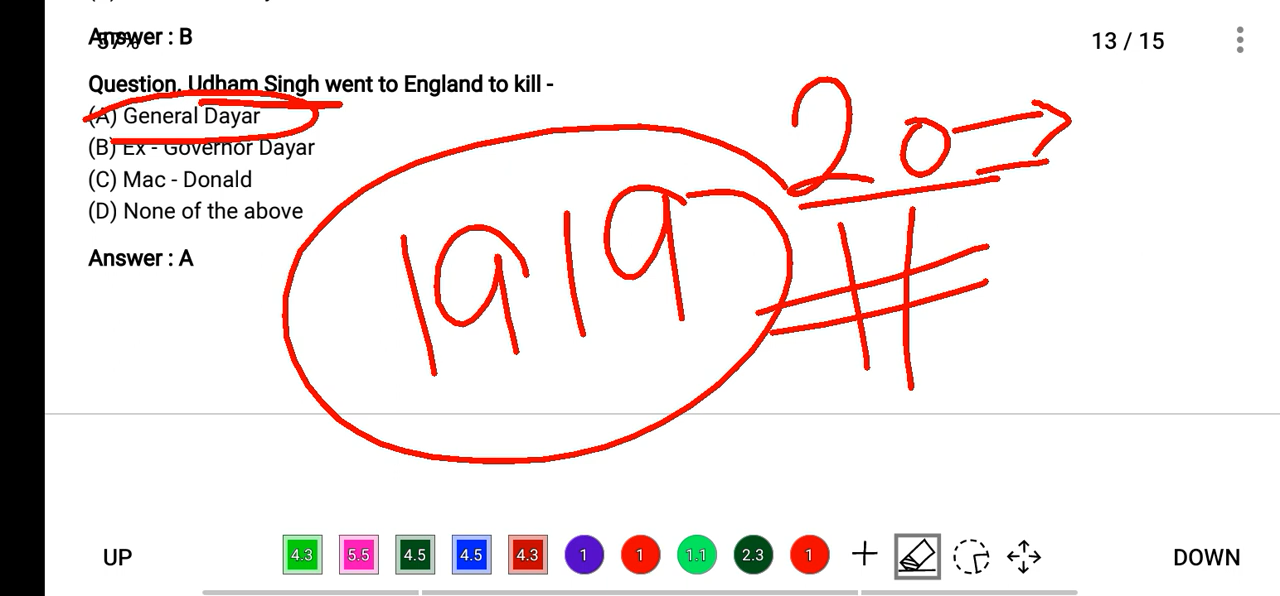 Answer : B
57%
13 / 15
Question. Udham Singh went to England to kill -
(A) General Dayar
(B) Ex - Governor Dayar
(C) Mac - Donald
(D) None of the above
Answer : A
20
1919
UP
4.3
5.5
4.5
4.5
4.3
1
1
1.1
2.3
1
DOWN